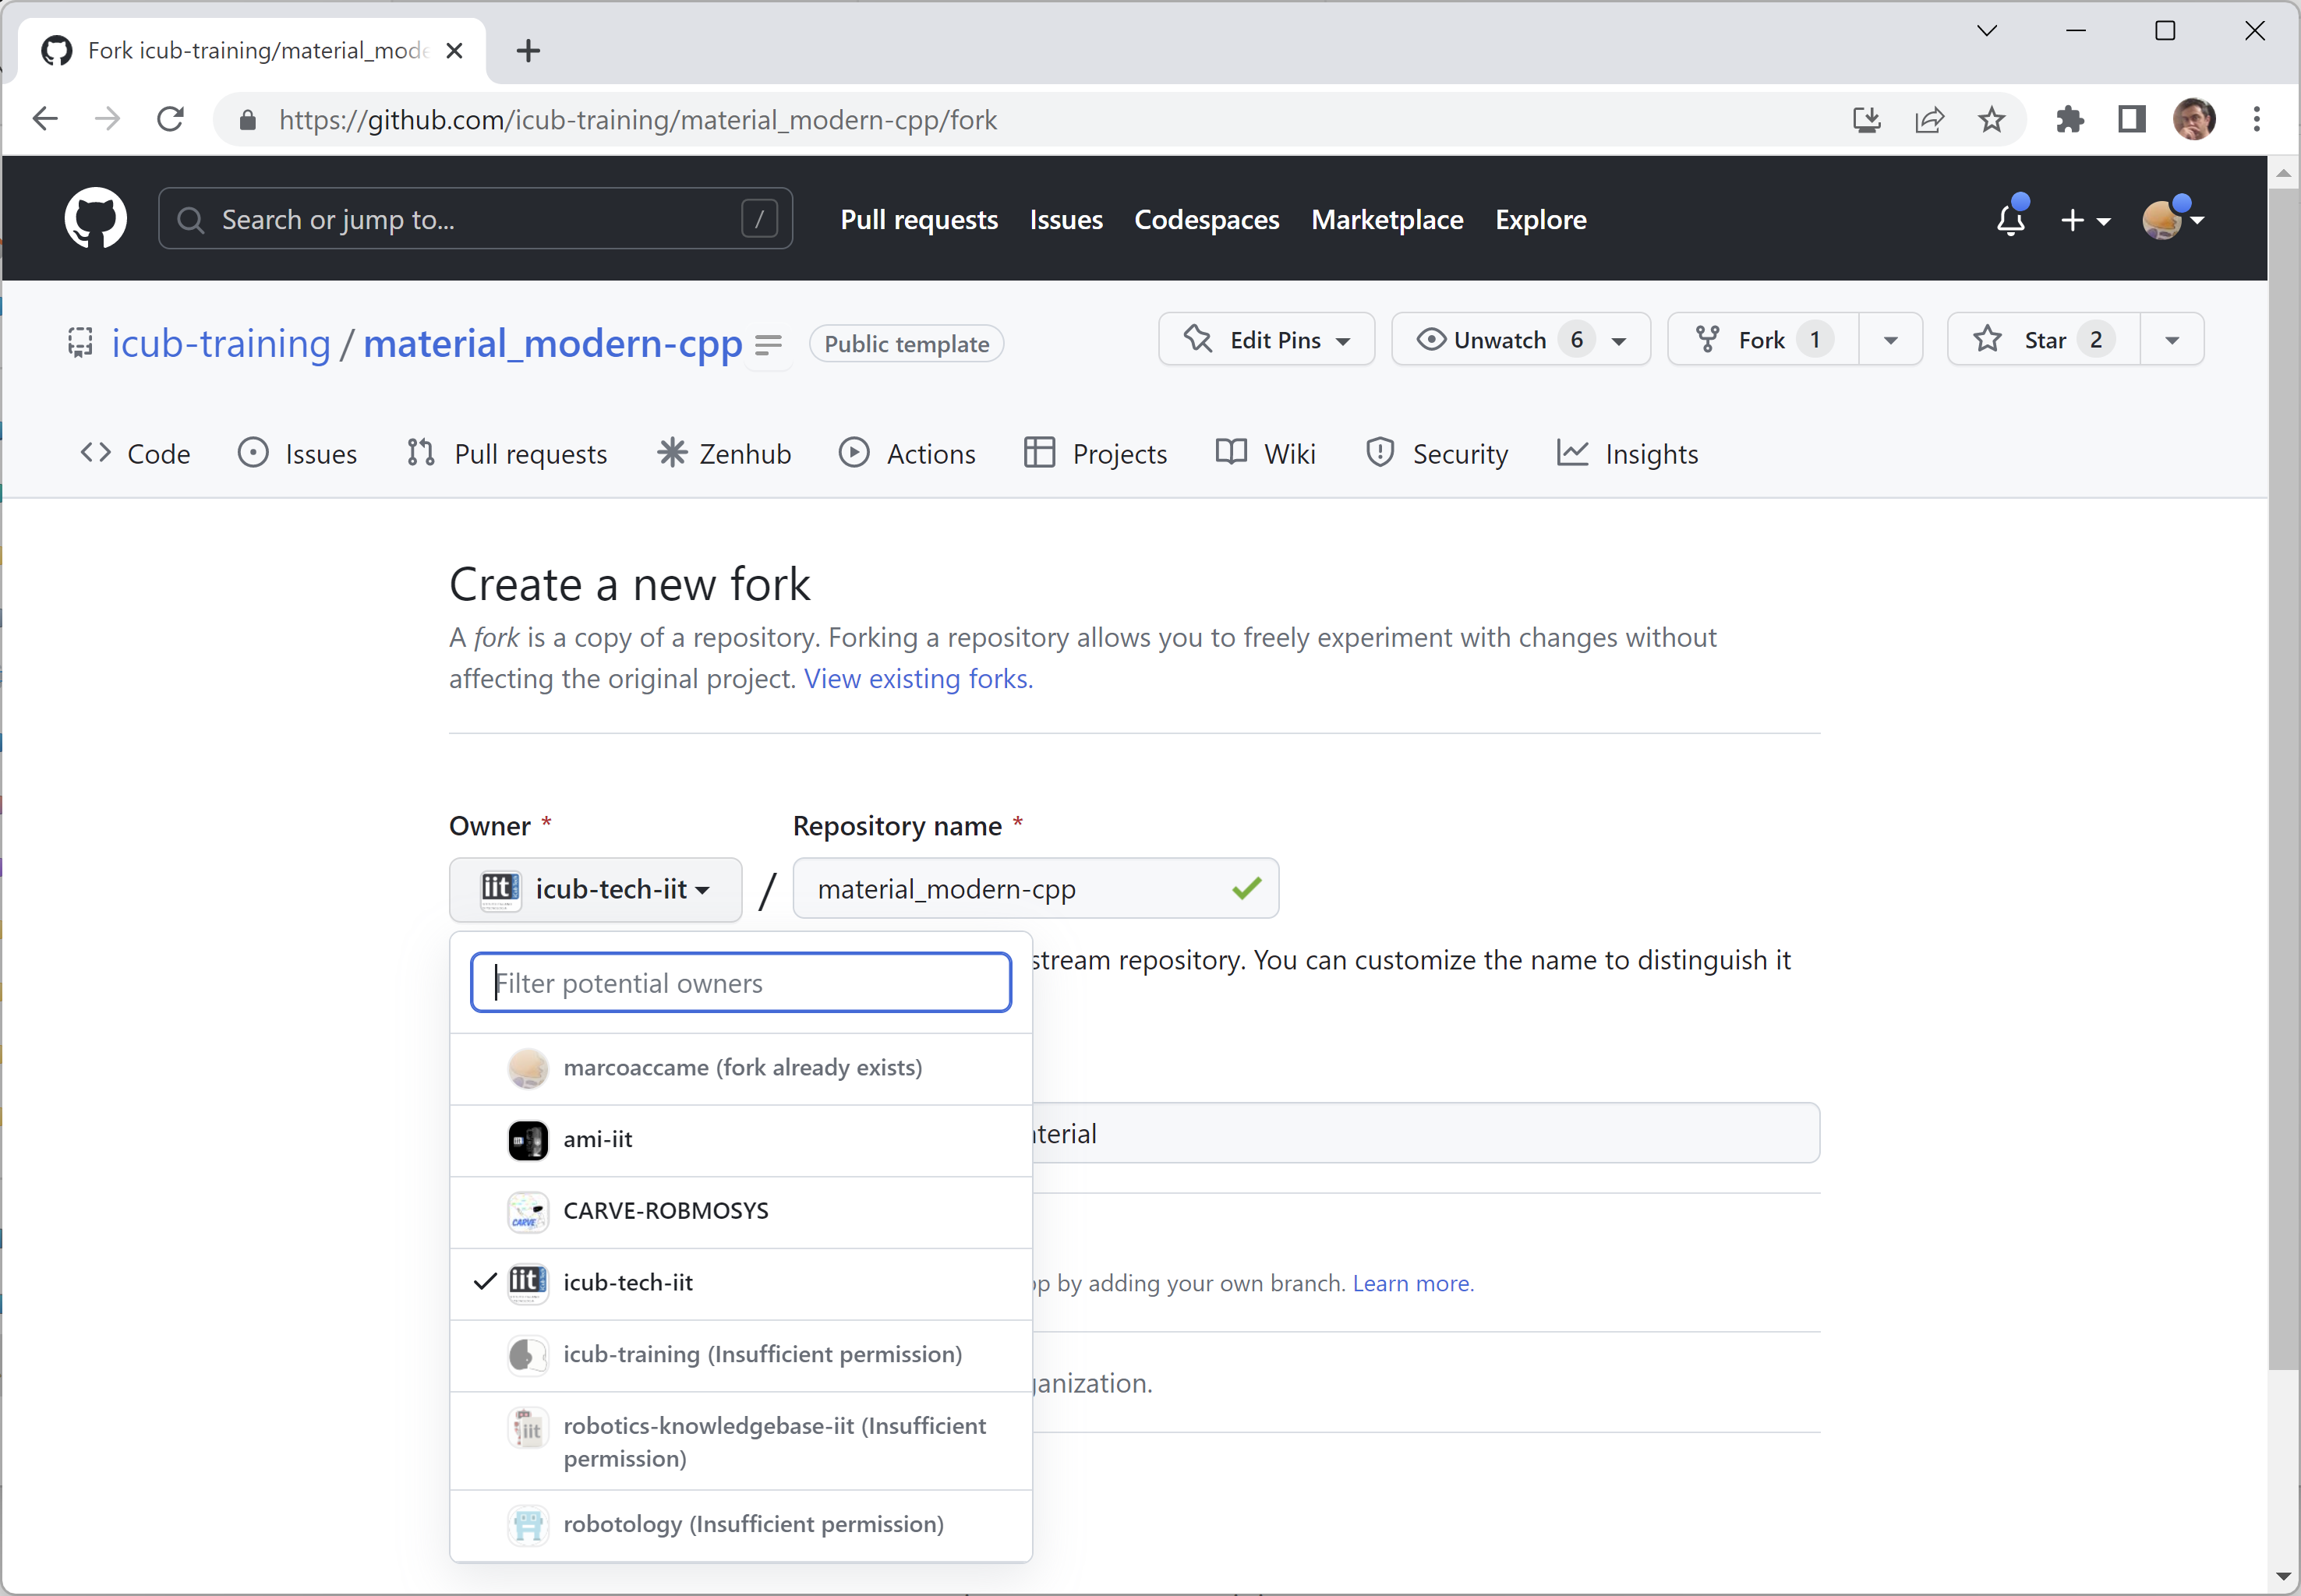 Fork icub-training/material_mode
https://github.com/icub-training/material_modern-cpp/fork
Search or jump to...
/
Pull requests
Issues
Codespaces
Marketplace
Explore
icub-training / material_modern-cpp
Public template
Edit Pins
Unwatch 6
Fork 1
Star 2
Code
Issues
Pull requests
Zenhub
Actions
Projects
Wiki
Security
Insights
Create a new fork
A fork is a copy of a repository. Forking a repository allows you to freely experiment with changes without
affecting the original project. View existing forks.
Owner *
Repository name *
iit icub-tech-iit
/
material_modern-cpp
stream repository. You can customize the name to distinguish it
Filter potential owners
marcoaccame (fork already exists)
ami-iit
terial
CARVE CARVE-ROBMOSYS
iit icub-tech-iit
p by adding your own branch. Learn more.
icub-training (Insufficient permission)
anization.
iit robotics-knowledgebase-iit (Insufficient
permission)
robotology (Insufficient permission)